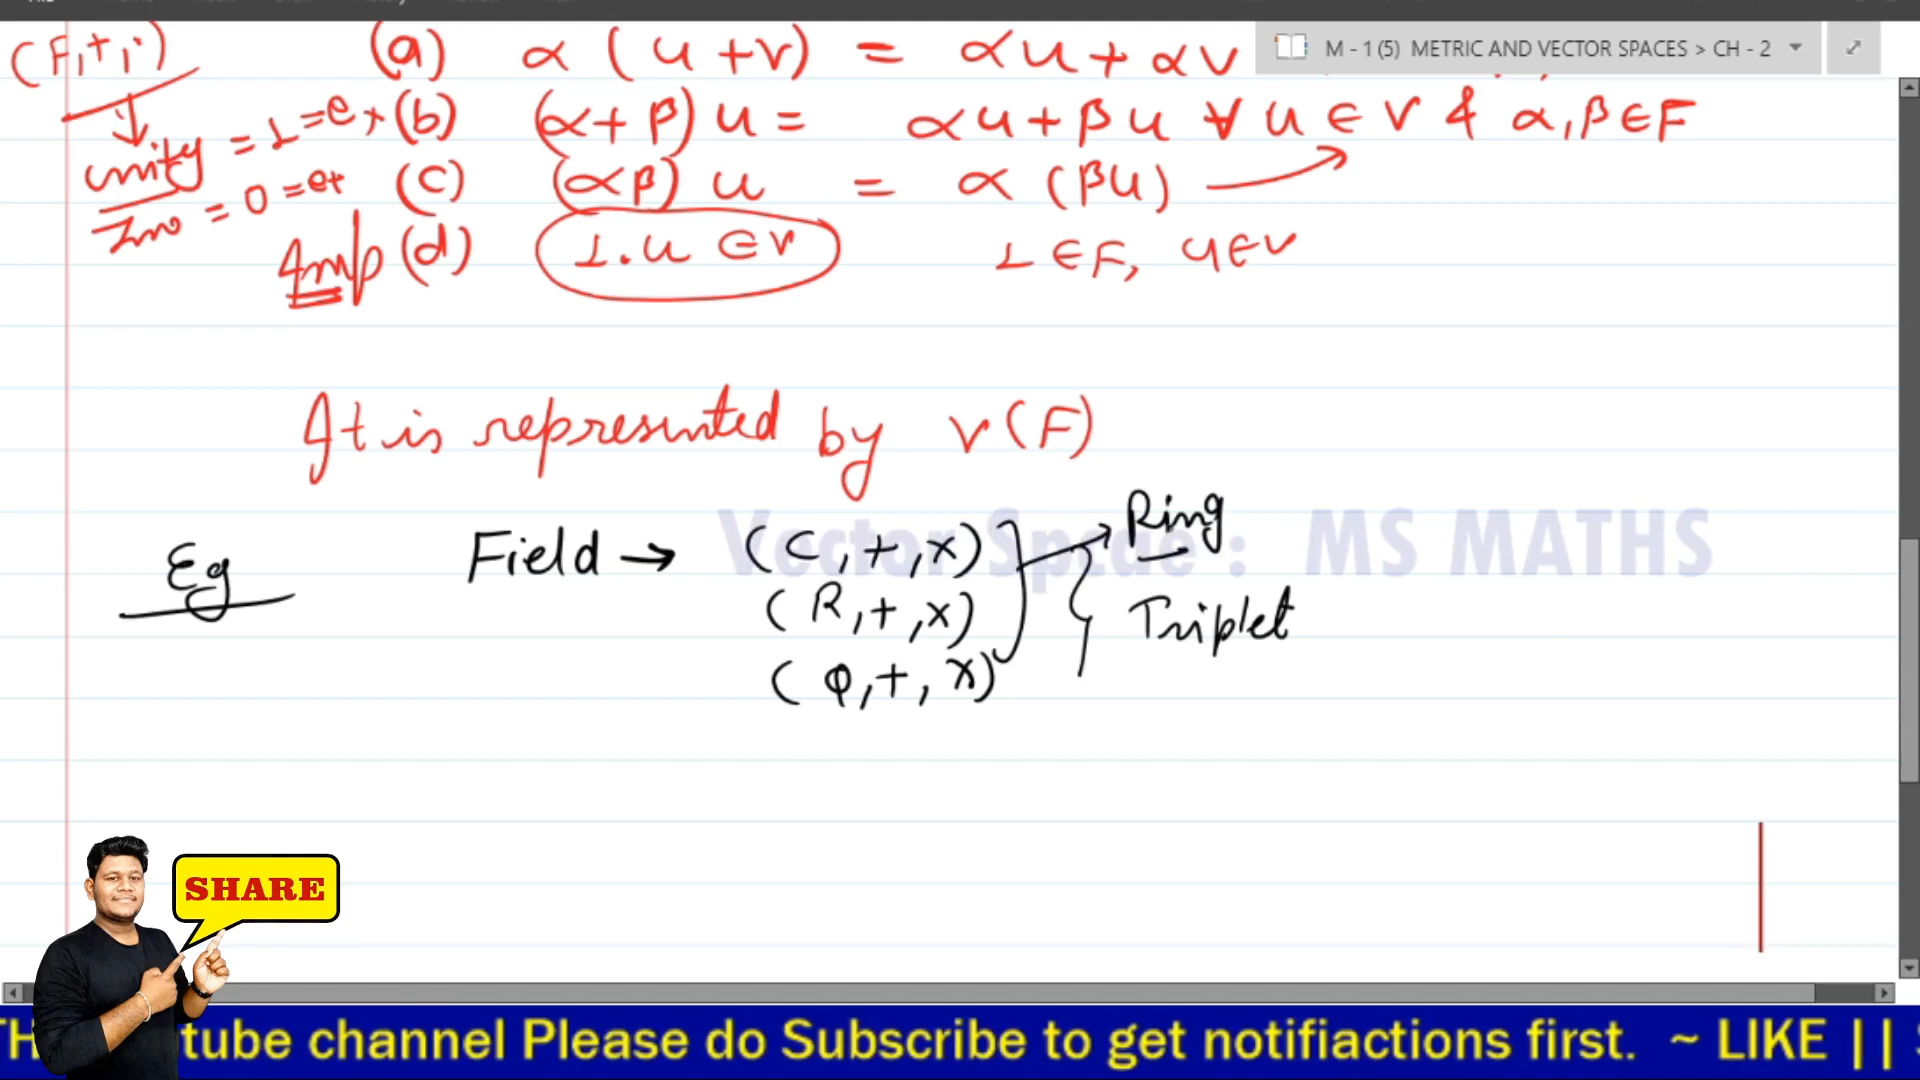 M - 1 (5) METRIC AND VECTOR SPACES > CH - 2
(F,+,·) (a) α (u+v) = αu + αv
unity = 1 = ex (b) (α+β) u = αu + βu ∀ u ∈ V & α, β ∈ F
Zero = 0 = e+ (c) (αβ) u = α (βu)
Imp (d) 1.u ∈ V 1 ∈ F, u ∈ V
It is represented by V(F)
Vector Space : MS MATHS
Eg Field → (C,+,x) Ring
(R,+,x) Triplet
(Q,+,x)
SHARE
tube channel Please do Subscribe to get notifiactions first. ~ LIKE ||